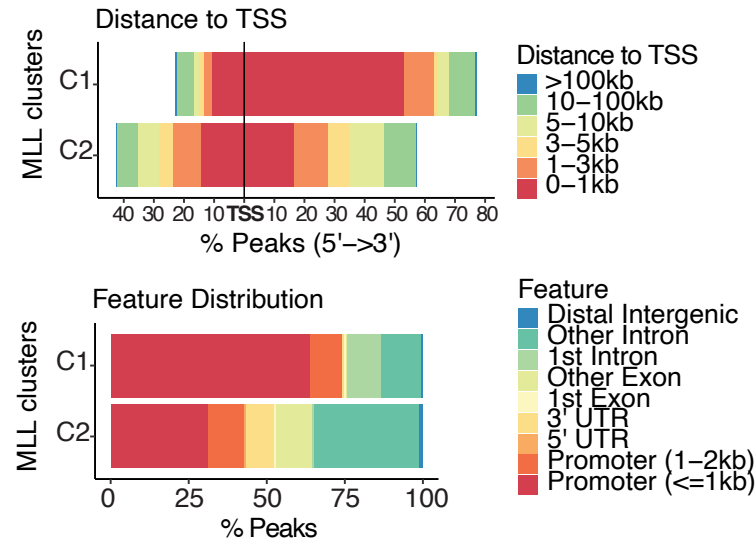 Distance to TSS
MLL clusters
C1
C2
40 30 20 10 TSS 10 20 30 40 50 60 70 80
% Peaks (5'->3')
Distance to TSS
>100kb
10-100kb
5-10kb
3-5kb
1-3kb
0-1kb
Feature Distribution
MLL clusters
C1
C2
0 25 50 75 100
% Peaks
Feature
Distal Intergenic
Other Intron
1st Intron
Other Exon
1st Exon
3' UTR
5' UTR
Promoter (1-2kb)
Promoter (<=1kb)